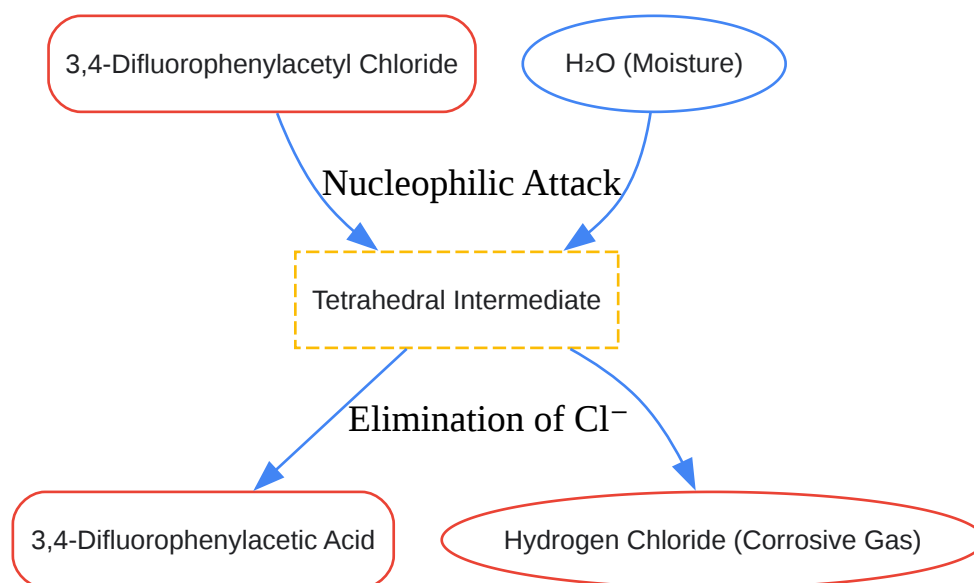 3,4-Difluorophenylacetyl Chloride
H₂O (Moisture)
Nucleophilic Attack
Tetrahedral Intermediate
Elimination of Cl⁻
3,4-Difluorophenylacetic Acid
Hydrogen Chloride (Corrosive Gas)